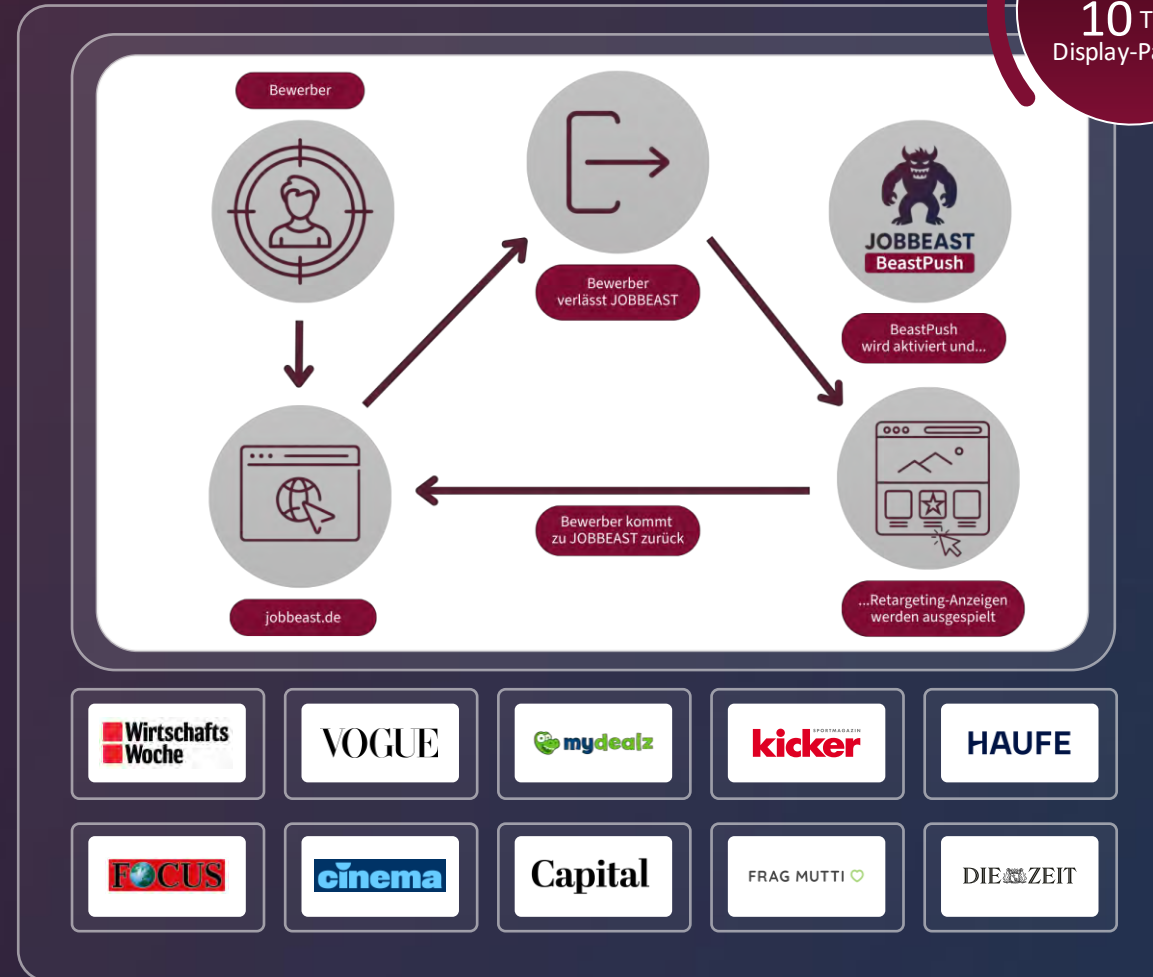 10
Bewerber
JOBBEAST
BeastPush
Bewerber
verlässt JOBBEAST
BeastPush
wird aktiviert und...
Bewerber kommt
zu JOBBEAST zurück
...Retargeting-Anzeigen
werden ausgespielt
jobbeast.de
Wirtschafts
Woche
VOGUE
mydealz
SPORTMAGAZIN
kicker
HAUFE
FOCUS
cinema
Capital
FRAG MUTTI
DIE ZEIT